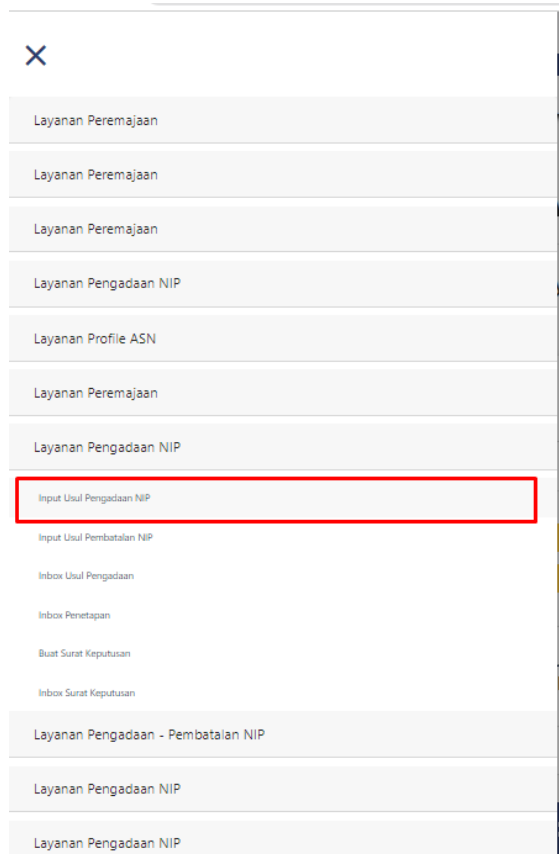 Layanan Peremajaan
Layanan Peremajaan
Layanan Peremajaan
Layanan Pengadaan NIP
Layanan Profile ASN
Layanan Peremajaan
Layanan Pengadaan NIP
Input Usul Pengadaan NIP
Input Usul Pembatalan NIP
Inbox Usul Pengadaan
Inbox Penetapan
Buat Surat Keputusan
Inbox Surat Keputusan
Layanan Pengadaan - Pembatalan NIP
Layanan Pengadaan NIP
Layanan Pengadaan NIP